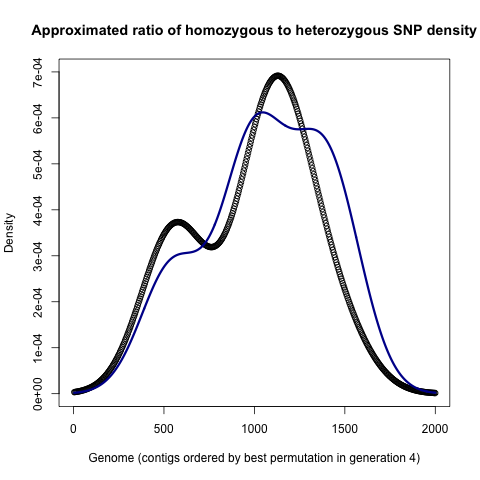 Approximated ratio of homozygous to heterozygous SNP density
Density
7e-04
6e-04
5e-04
4e-04
3e-04
2e-04
1e-04
0e+00
0 500 1000 1500 2000
Genome (contigs ordered by best permutation in generation 4)